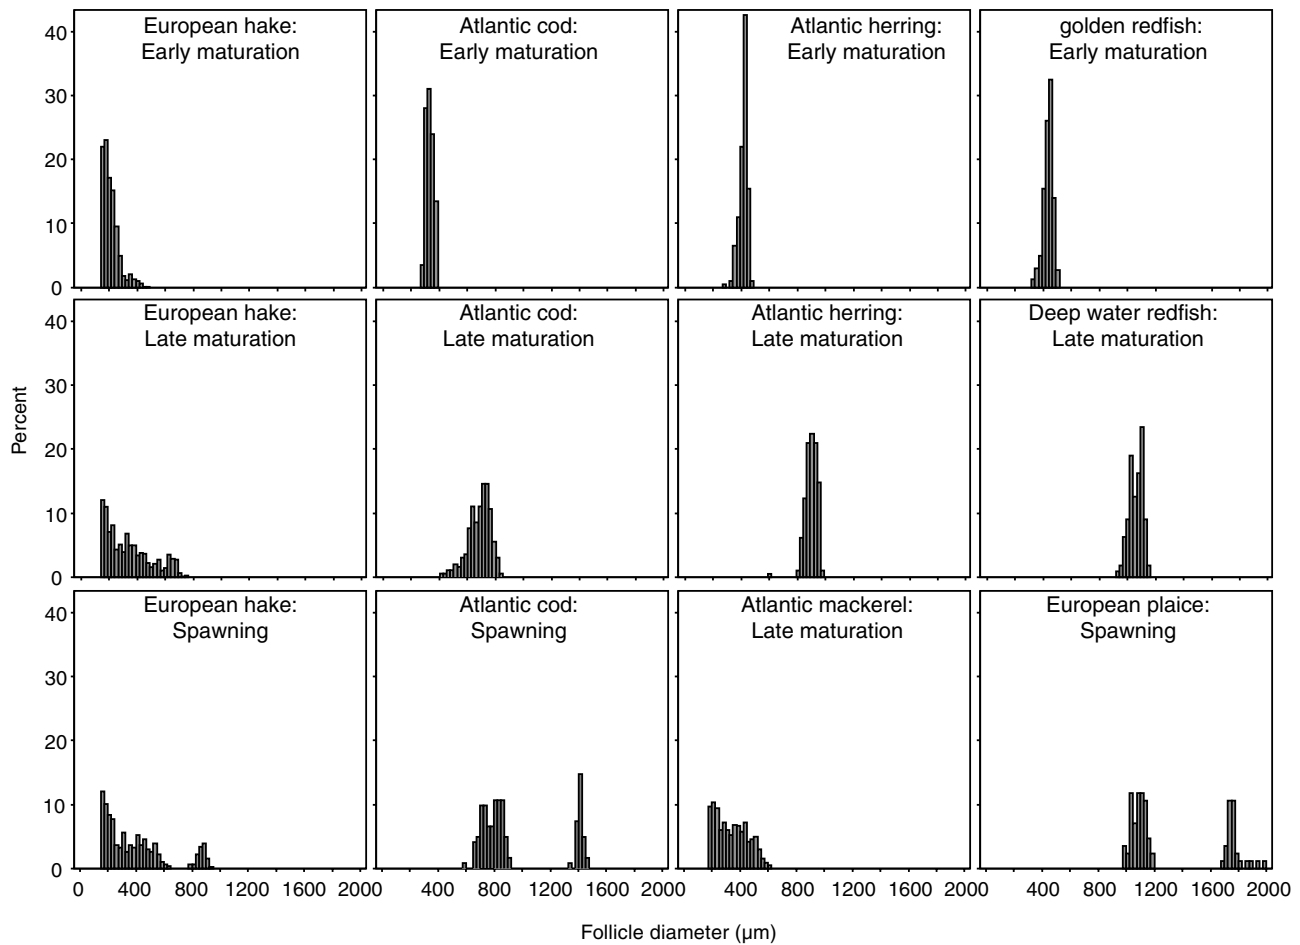 European hake:
Early maturation
Atlantic cod:
Early maturation
Atlantic herring:
Early maturation
golden redfish:
Early maturation
40
30
20
10
0
European hake:
Late maturation
Atlantic cod:
Late maturation
Atlantic herring:
Late maturation
Deep water redfish:
Late maturation
40
30
20
10
0
Percent
European hake:
Spawning
Atlantic cod:
Spawning
Atlantic mackerel:
Late maturation
European plaice:
Spawning
40
30
20
10
0
0 400 800 1200 1600 2000
400 800 1200 1600 2000
400 800 1200 1600 2000
400 800 1200 1600 2000
Follicle diameter (µm)